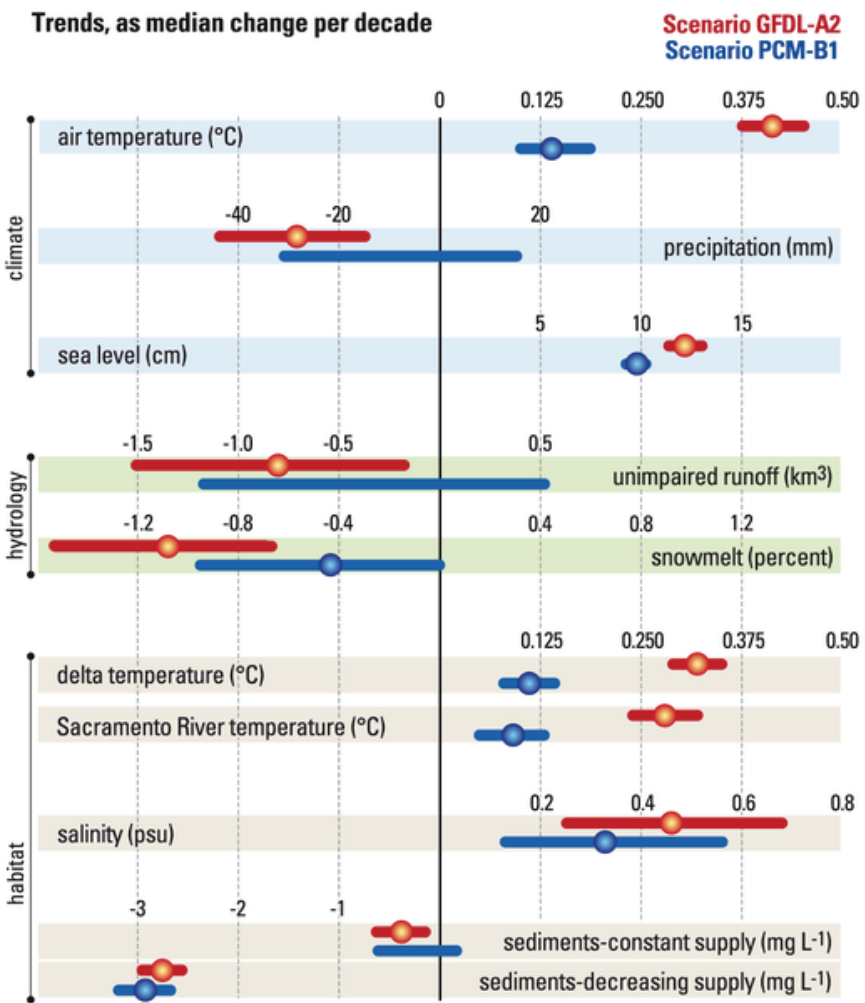 Trends, as median change per decade
Scenario GFDL-A2
Scenario PCM-B1
0 0.125 0.250 0.375 0.50
air temperature (°C)
climate
-40 -20 20
precipitation (mm)
5 10 15
sea level (cm)
hydrology
-1.5 -1.0 -0.5 0.5
unimpaired runoff (km³)
-1.2 -0.8 -0.4 0.4 0.8 1.2
snowmelt (percent)
habitat
0.125 0.250 0.375 0.50
delta temperature (°C)
Sacramento River temperature (°C)
0.2 0.4 0.6 0.8
salinity (psu)
-3 -2 -1
sediments-constant supply (mg L-1)
sediments-decreasing supply (mg L-1)